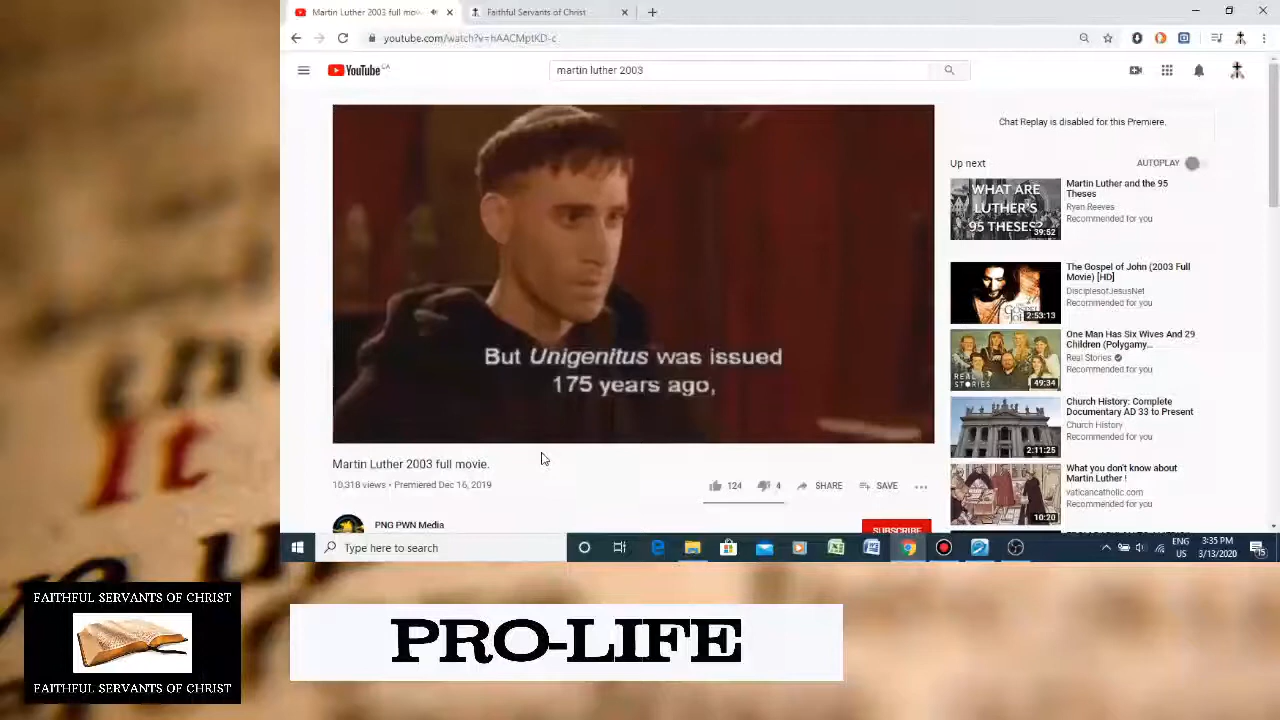 Martin Luther 2003 full mov
Faithful Servants of Christ
youtube.com/watch?v=hAACMptKD-c
YouTube CA
martin luther 2003
But Unigenitus was issued
175 years ago,
Chat Replay is disabled for this Premiere.
Up next
AUTOPLAY
WHAT ARE
LUTHER'S
95 THESES?
39:52
Martin Luther and the 95
Theses
Ryan Reeves
Recommended for you
2:53:13
The Gospel of John (2003 Full
Movie) [HD]
DisciplesofJesusNet
Recommended for you
REAL
STORIES
49:34
One Man Has Six Wives And 29
Children (Polygamy...
Real Stories
Recommended for you
2:11:25
Church History: Complete
Documentary AD 33 to Present
Church History
Recommended for you
10:20
What you don't know about
Martin Luther !
vaticancatholic.com
Recommended for you
Martin Luther 2003 full movie.
10,318 views • Premiered Dec 16, 2019
124
4
SHARE
SAVE
PNG PWN Media
SUBSCRIBE
Type here to search
ENG
US
3:35 PM
3/13/2020
15
It
FAITHFUL SERVANTS OF CHRIST
FAITHFUL SERVANTS OF CHRIST
PRO-LIFE